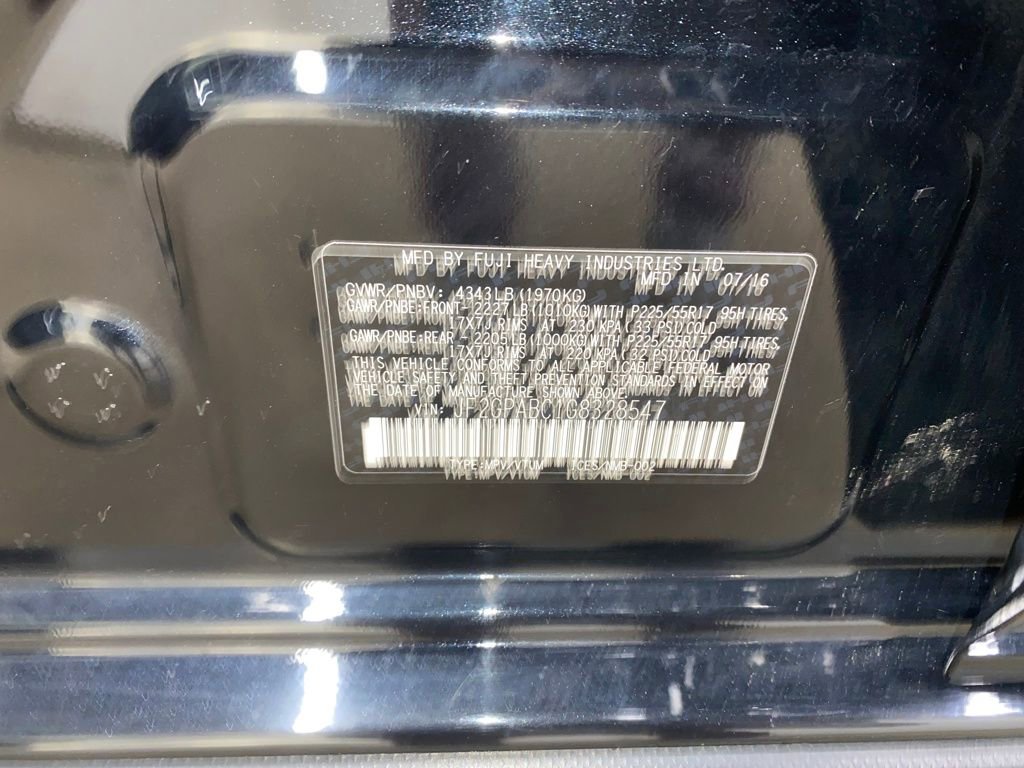 MFD BY FUJI HEAVY INDUSTRIES LTD.
MFD IN 07/16
GVWR/PNBV: 4343LB(1970KG)
GAWR/PNBE:FRONT-2227LB(1010KG)WITH P225/55R17 95H TIRES,
17X7J RIMS AT 230 KPA(33 PSI)COLD
GAWR/PNBE:REAR -2205LB(1000KG)WITH P225/55R17 95H TIRES,
17X7J RIMS AT 220 KPA(32 PSI)COLD
THIS VEHICLE CONFORMS TO ALL APPLICABLE FEDERAL MOTOR
VEHICLE SAFETY AND THEFT PREVENTION STANDARDS IN EFFECT ON
THE DATE OF MANUFACTURE SHOWN ABOVE.
VIN: JF2GPABC1G8328547
TYPE:MPV/VTUM ICES/NMB-002